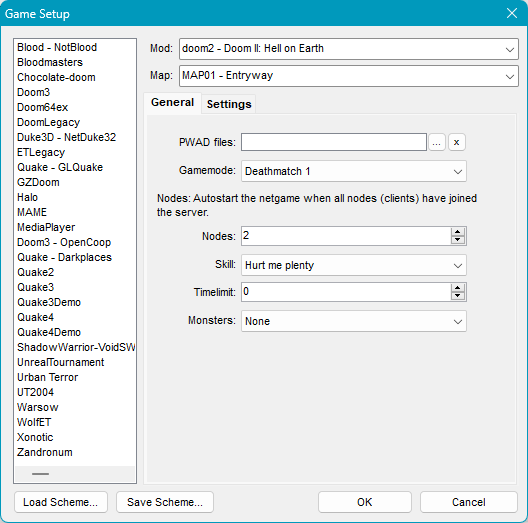 Game Setup
Blood - NotBlood
Bloodmasters
Chocolate-doom
Doom3
Doom64ex
DoomLegacy
Duke3D - NetDuke32
ETLegacy
Quake - GLQuake
GZDoom
Halo
MAME
MediaPlayer
Doom3 - OpenCoop
Quake - Darkplaces
Quake2
Quake3
Quake3Demo
Quake4
Quake4Demo
ShadowWarrior-VoidSW
UnrealTournament
Urban Terror
UT2004
Warsow
WolfET
Xonotic
Zandronum
Mod: doom2 - Doom II: Hell on Earth
Map: MAP01 - Entryway
General Settings
PWAD files: ... x
Gamemode: Deathmatch 1
Nodes: Autostart the netgame when all nodes (clients) have joined
the server.
Nodes: 2
Skill: Hurt me plenty
Timelimit: 0
Monsters: None
Load Scheme... Save Scheme... OK Cancel